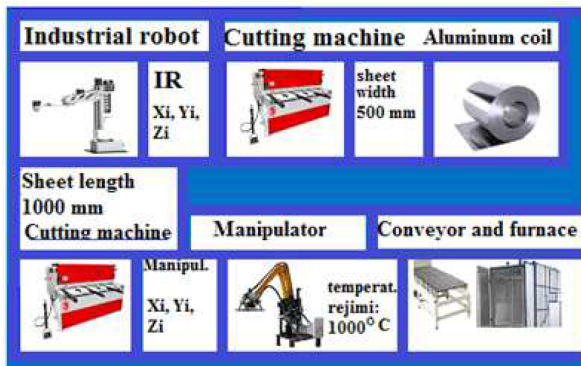 Industrial robot
Cutting machine
Aluminum coil
IR
Xi, Yi,
Zi
sheet
width
500 mm
Sheet length
1000 mm
Cutting machine
Manipulator
Conveyor and furnace
Manipul.
Xi, Yi,
Zi
temperat.
rejimi:
1000° C